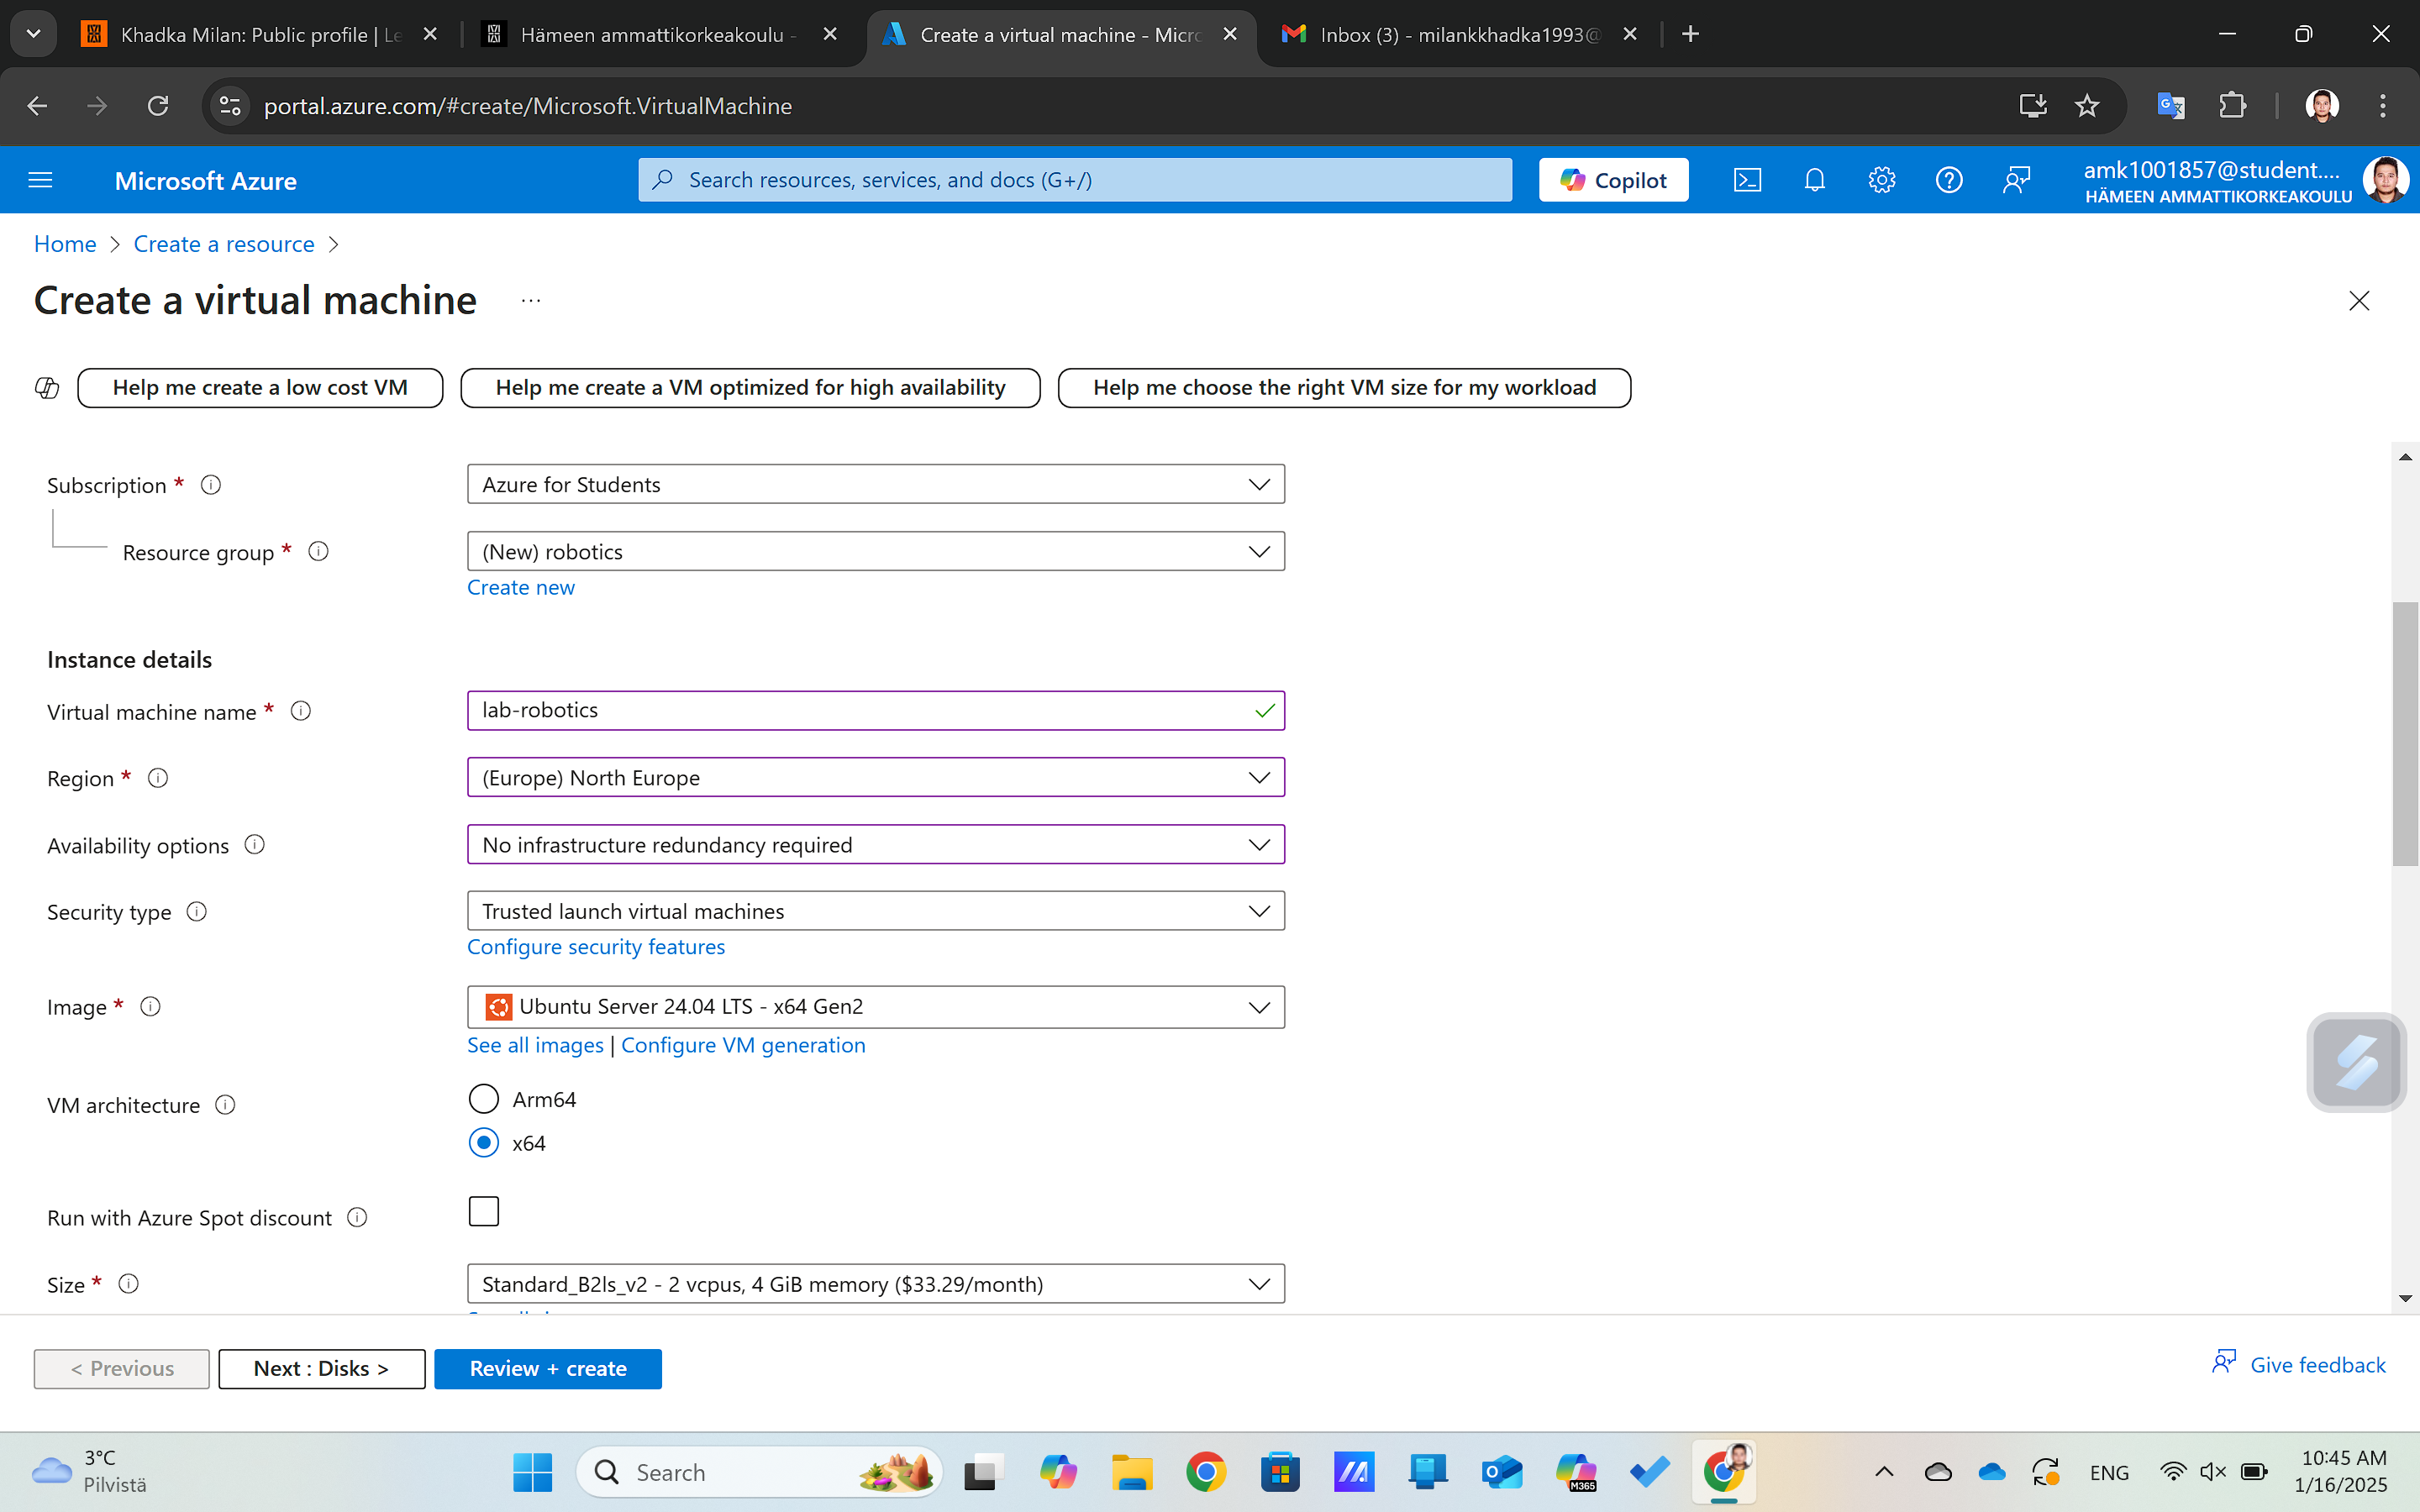 Khadka Milan: Public profile | Le
Hämeen ammattikorkeakoulu -
Create a virtual machine - Micro
Inbox (3) - milankkhadka1993@
portal.azure.com/#create/Microsoft.VirtualMachine
Microsoft Azure
Search resources, services, and docs (G+/)
Copilot
amk1001857@student....
HÄMEEN AMMATTIKORKEAKOULU
Home > Create a resource >
Create a virtual machine ...
Help me create a low cost VM
Help me create a VM optimized for high availability
Help me choose the right VM size for my workload
Subscription *
Azure for Students
Resource group *
(New) robotics
Create new
Instance details
Virtual machine name *
lab-robotics
Region *
(Europe) North Europe
Availability options
No infrastructure redundancy required
Security type
Trusted launch virtual machines
Configure security features
Image *
Ubuntu Server 24.04 LTS - x64 Gen2
See all images | Configure VM generation
VM architecture
Arm64
x64
Run with Azure Spot discount
Size *
Standard_B2ls_v2 - 2 vcpus, 4 GiB memory ($33.29/month)
< Previous
Next : Disks >
Review + create
Give feedback
3°C
Pilvistä
Search
M365
ENG
10:45 AM
1/16/2025